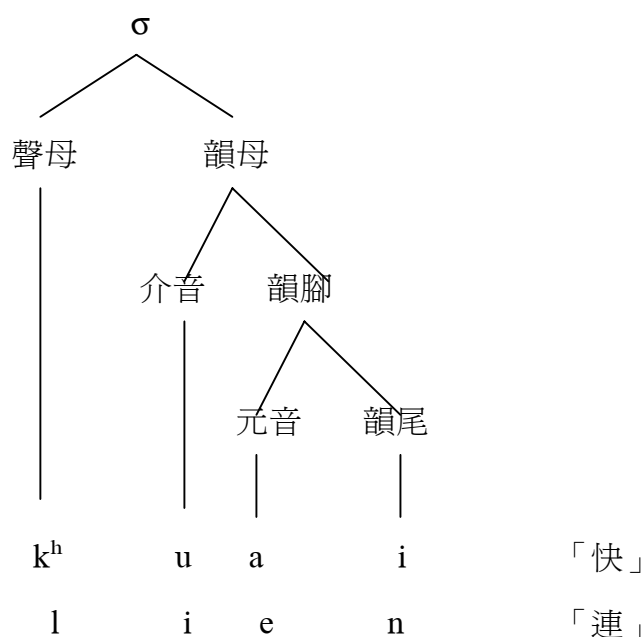 σ
聲母 韻母
介音 韻腳
元音 韻尾
kʰ u a i 「快」
l i e n 「連」